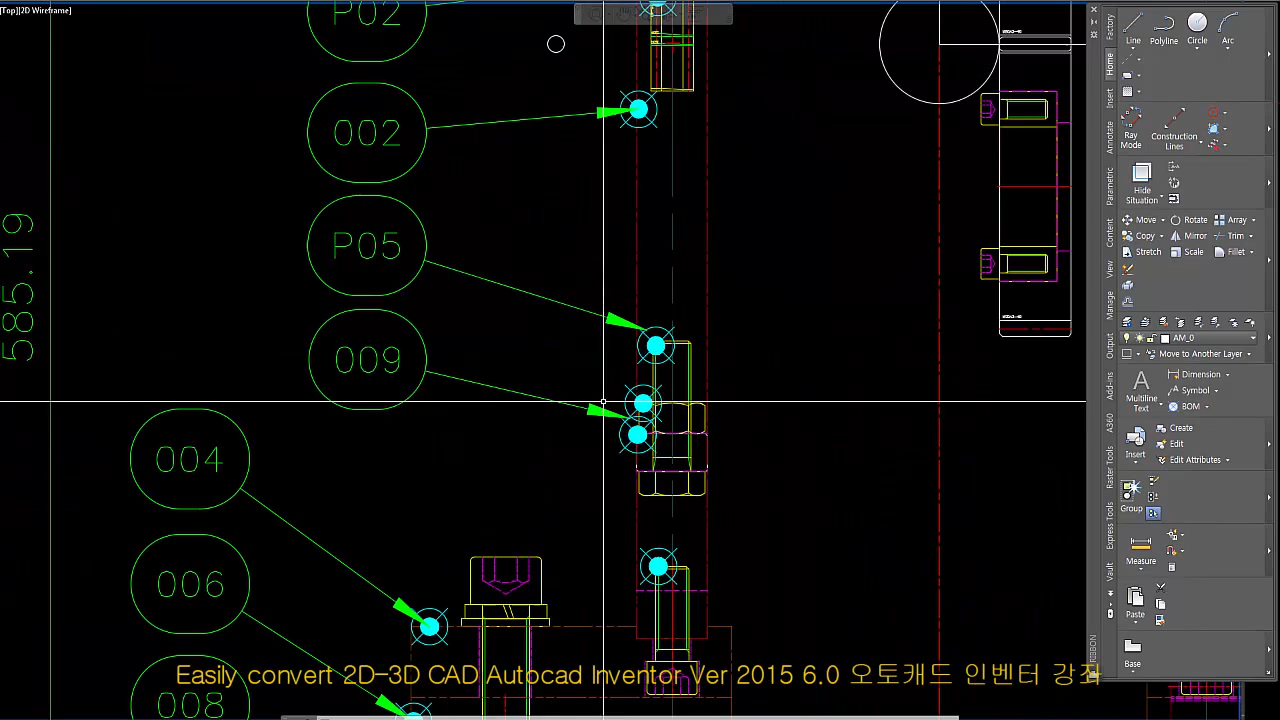 [Top][2D Wireframe]
P02
002
P05
009
004
006
008
585.19
Factory
Home
Insert
Annotate
Parametric
Content
View
Manage
Output
Add-ins
A360
Raster Tools
Express Tools
Vault
RIBBON
Line
Polyline
Circle
Arc
Ray
Mode
Construction
Lines
Hide
Situation
Move
Rotate
Array
Copy
Mirror
Trim
Stretch
Scale
Fillet
AM_0
Move to Another Layer
Multiline
Text
Dimension
Symbol
BOM
Insert
Create
Edit
Edit Attributes
Group
Measure
Paste
Base
Easily convert 2D-3D CAD Autocad Inventor Ver 2015 6.0 오토캐드 인벤터 강좌